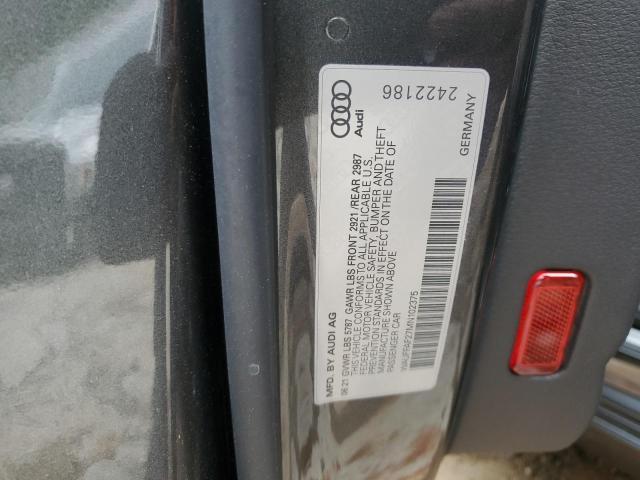 MFD. BY AUDI AG
06.21 GVWR LBS 5787 GAWR LBS FRONT 2921 / REAR 2987
THIS VEHICLE CONFORMS TO ALL APPLICABLE U.S.
FEDERAL MOTOR VEHICLE SAFETY, BUMPER AND THEFT
PREVENTION STANDARDS IN EFFECT ON THE DATE OF
MANUFACTURE SHOWN ABOVE
PASSENGER CAR
Audi
2422186
GERMANY